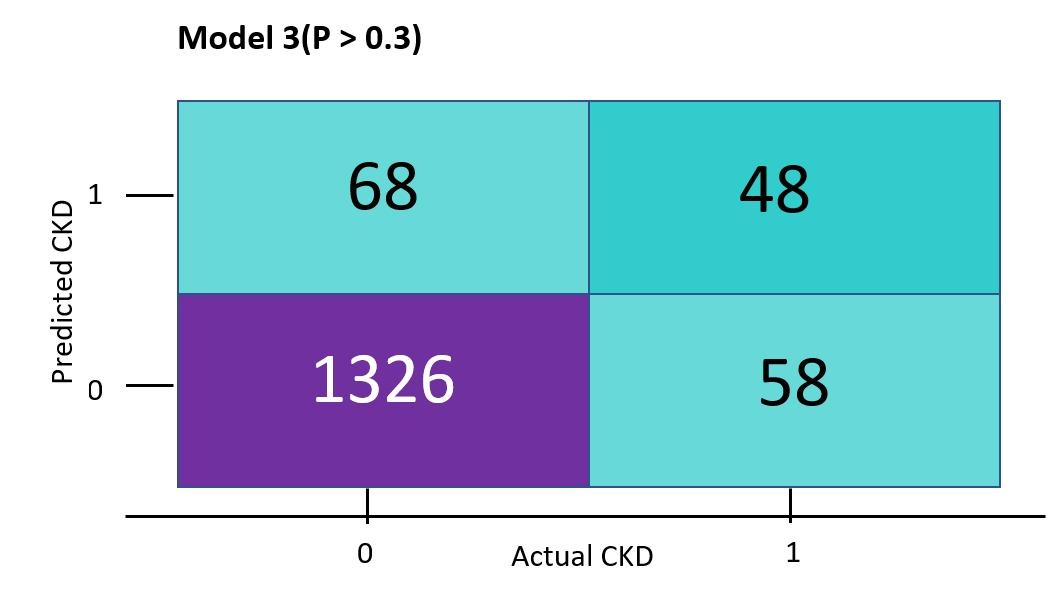 Model 3(P > 0.3)
68
48
1
Predicted CKD
1326
58
0
0
Actual CKD
1